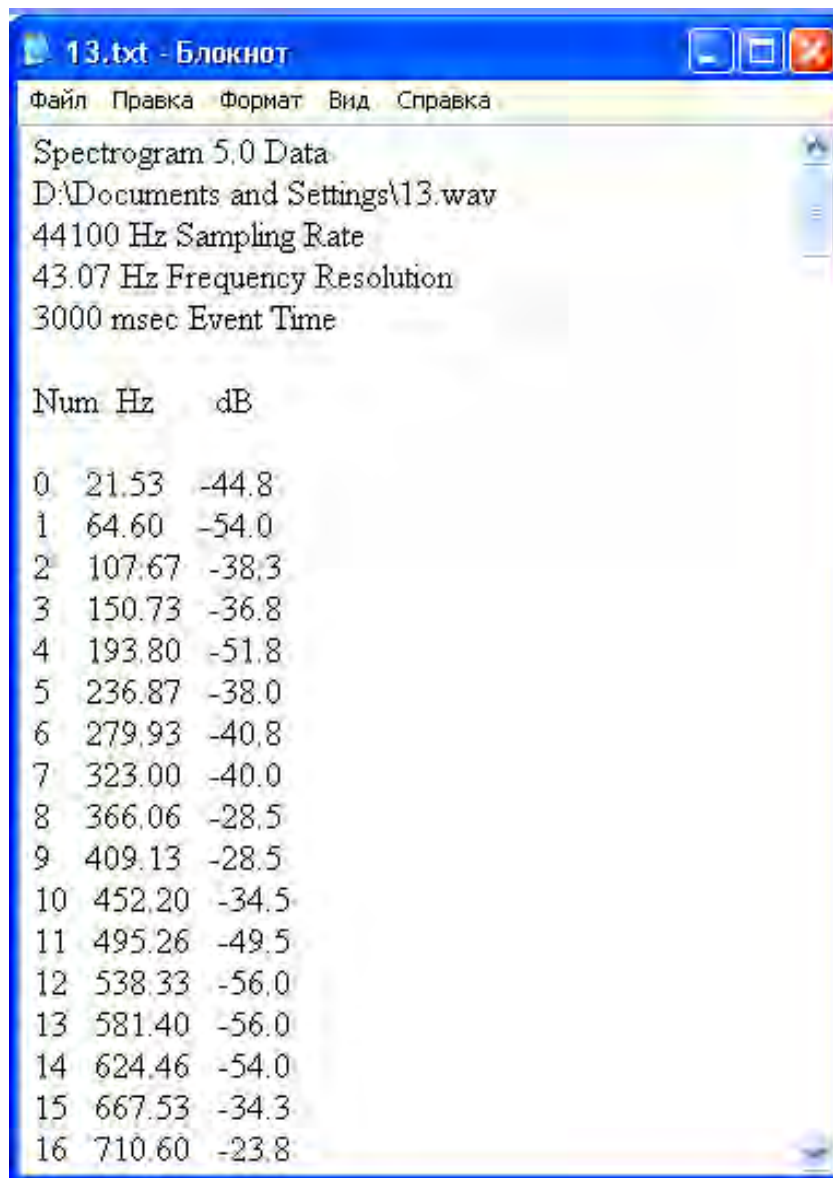 13.txt - Блокнот
Файл Правка Формат Вид Справка
Spectrogram 5.0 Data
D:\Documents and Settings\13.wav
44100 Hz Sampling Rate
43.07 Hz Frequency Resolution
3000 msec Event Time
Num Hz dB
0 21.53 -44.8
1 64.60 -54.0
2 107.67 -38.3
3 150.73 -36.8
4 193.80 -51.8
5 236.87 -38.0
6 279.93 -40.8
7 323.00 -40.0
8 366.06 -28.5
9 409.13 -28.5
10 452.20 -34.5
11 495.26 -49.5
12 538.33 -56.0
13 581.40 -56.0
14 624.46 -54.0
15 667.53 -34.3
16 710.60 -23.8